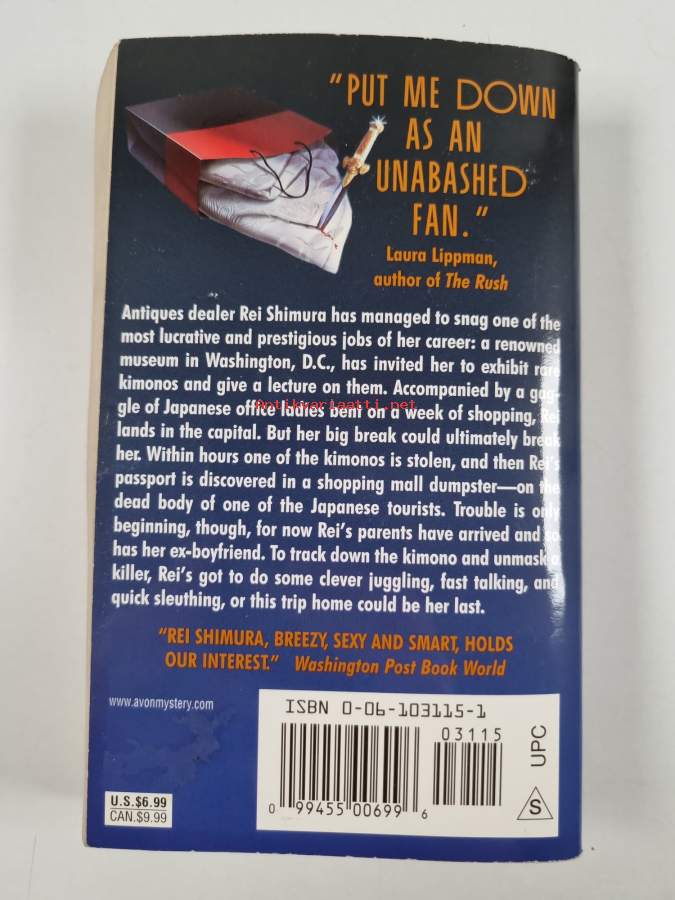 "PUT ME DOWN
AS AN
UNABASHED
FAN."
Laura Lippman,
author of The Rush
Antiques dealer Rei Shimura has managed to snag one of the
most lucrative and prestigious jobs of her career: a renowned
museum in Washington, D.C., has invited her to exhibit rare
kimonos and give a lecture on them. Accompanied by a gag-
gle of Japanese office ladies bent on a week of shopping, Rei
Antikvariaatti.net
lands in the capital. But her big break could ultimately break
her. Within hours one of the kimonos is stolen, and then Rei's
passport is discovered in a shopping mall dumpster—on the
dead body of one of the Japanese tourists. Trouble is only
beginning, though, for now Rei's parents have arrived and so
has her ex-boyfriend. To track down the kimono and unmask a
killer, Rei's got to do some clever juggling, fast talking, and
quick sleuthing, or this trip home could be her last.
"REI SHIMURA, BREEZY, SEXY AND SMART, HOLDS
OUR INTEREST." Washington Post Book World
www.avonmystery.com
ISBN 0-06-103115-1
03115
UPC
S
0 99455 00699 6
U.S.$6.99
CAN.$9.99